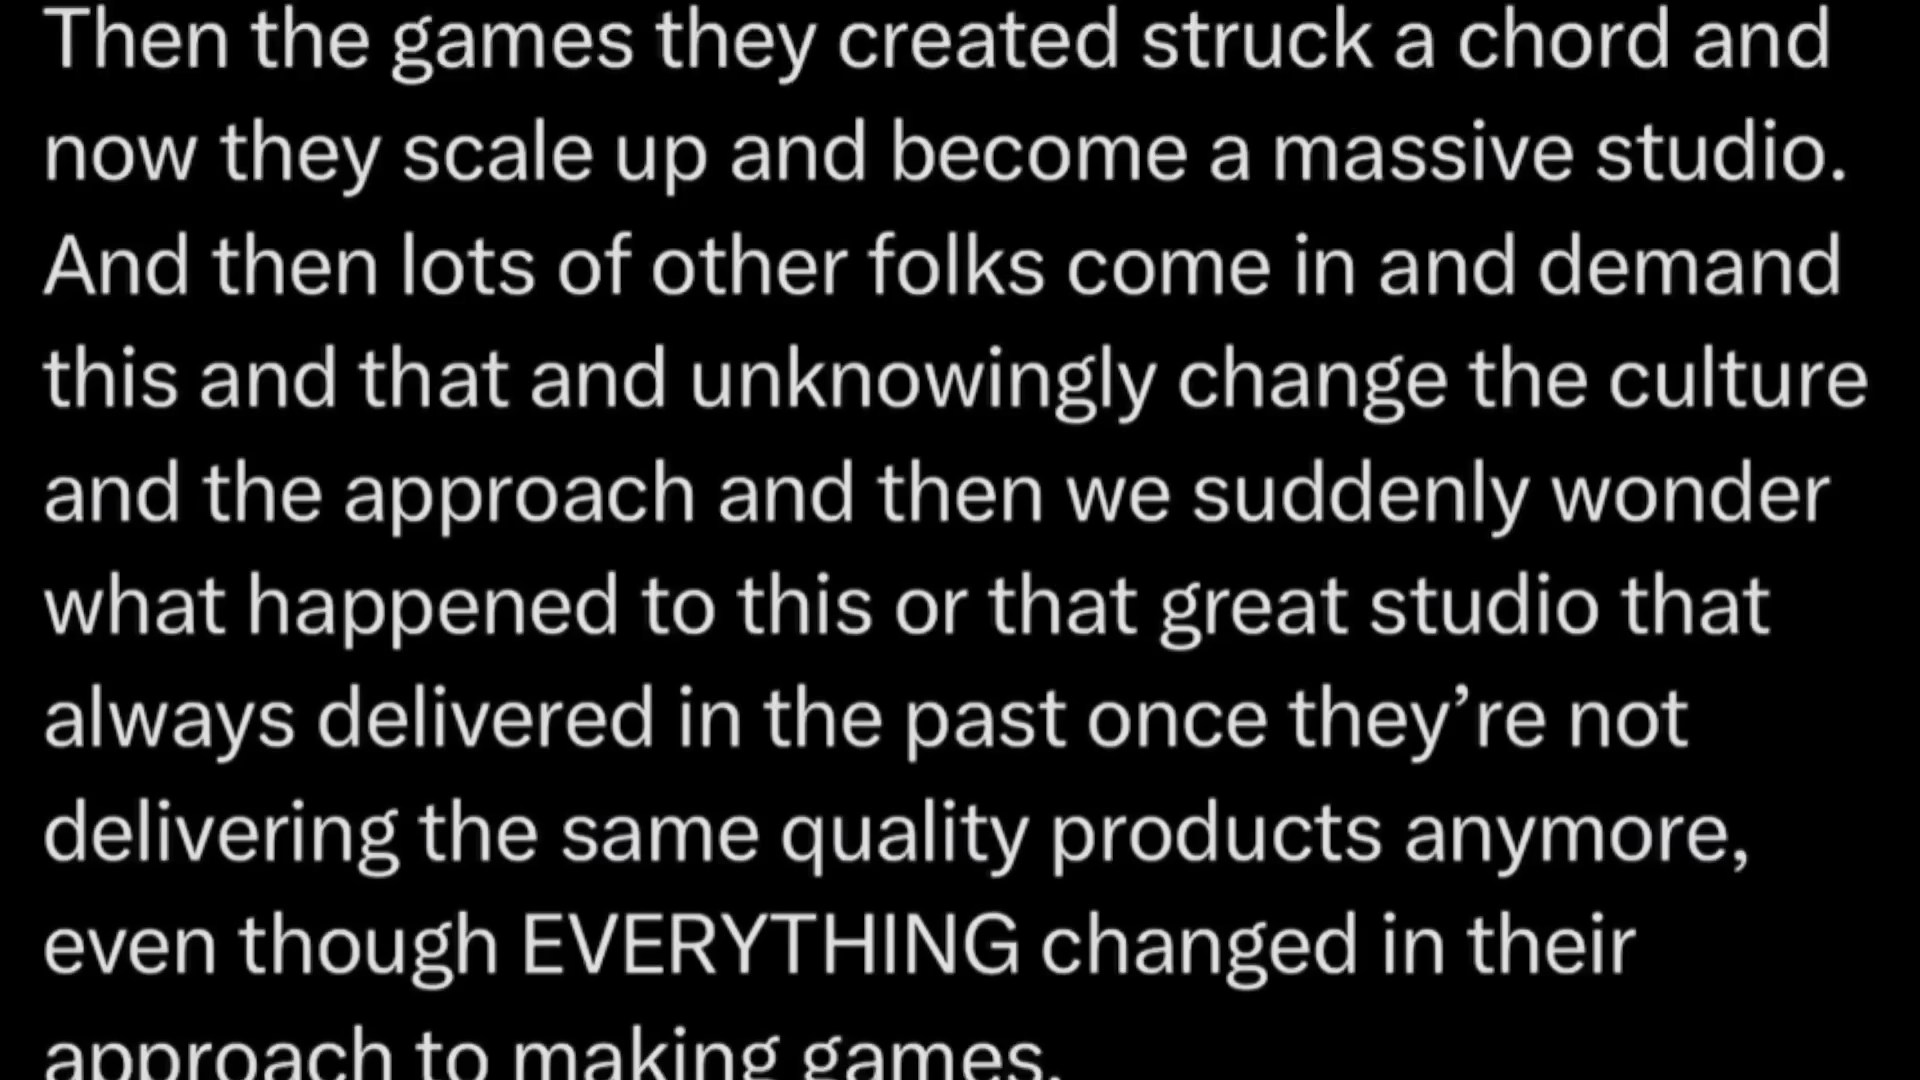 Then the games they created struck a chord and
now they scale up and become a massive studio.
And then lots of other folks come in and demand
this and that and unknowingly change the culture
and the approach and then we suddenly wonder
what happened to this or that great studio that
always delivered in the past once they’re not
delivering the same quality products anymore,
even though EVERYTHING changed in their
approach to making games.